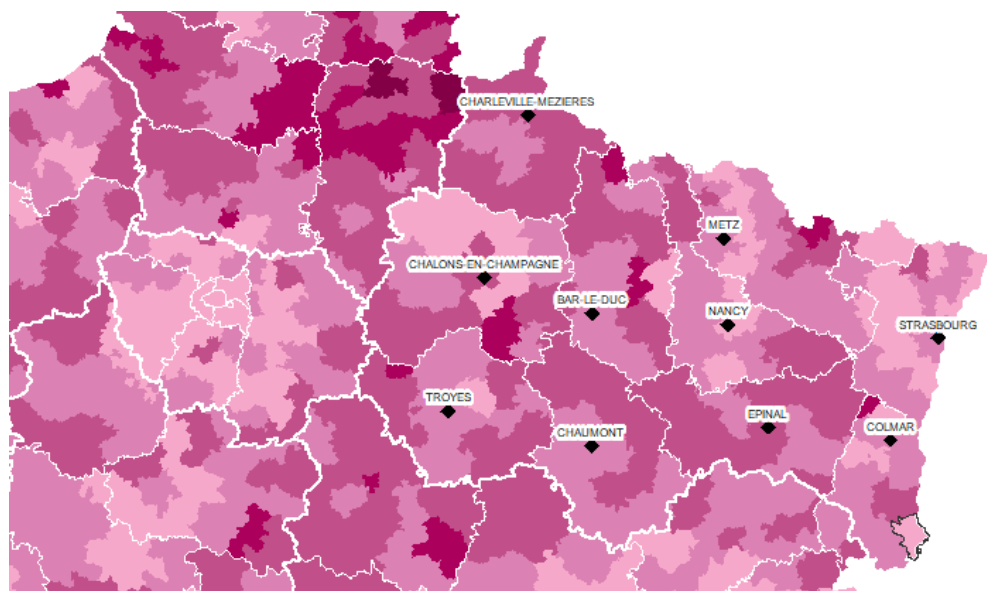 CHARLEVILLE-MEZIERES
METZ
CHALONS-EN-CHAMPAGNE
BAR-LE-DUC
NANCY
STRASBOURG
TROYES
EPINAL
COLMAR
CHAUMONT